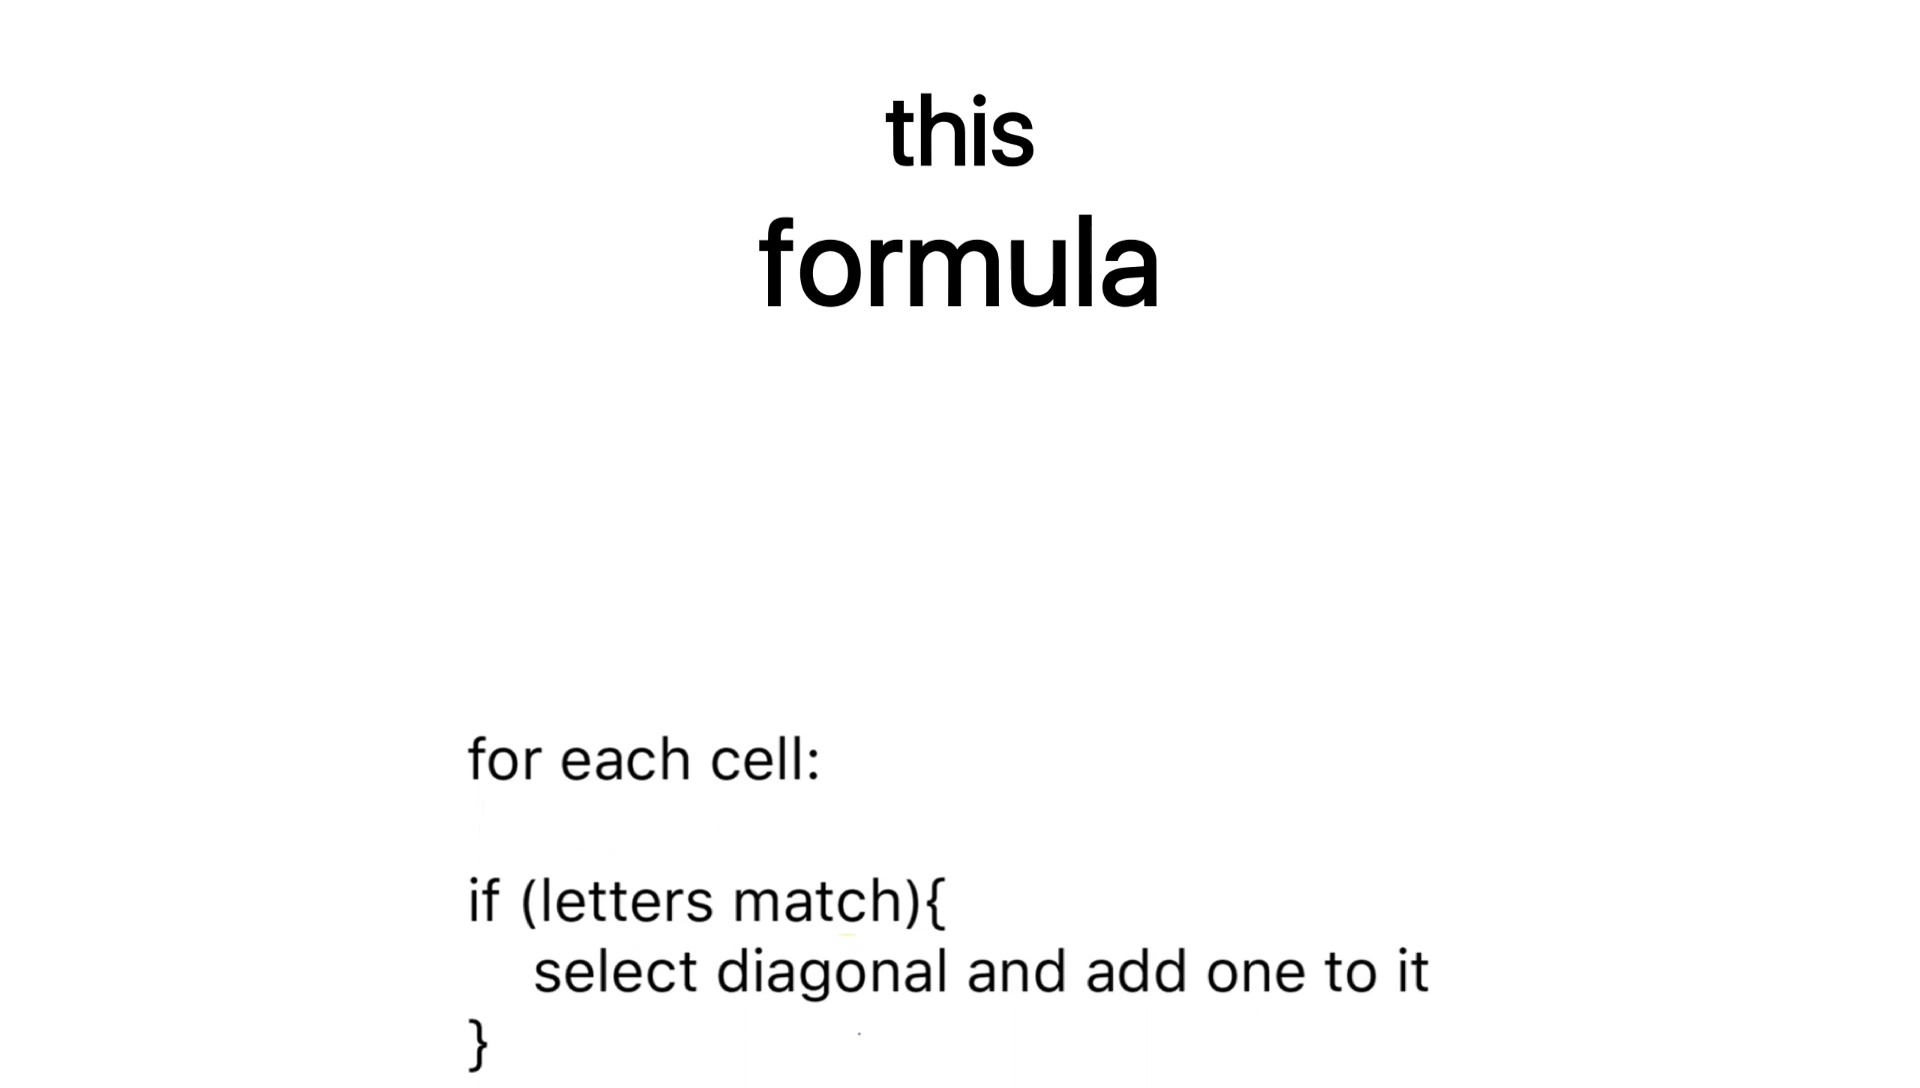 this
formula
for each cell:
if (letters match){
select diagonal and add one to it
}